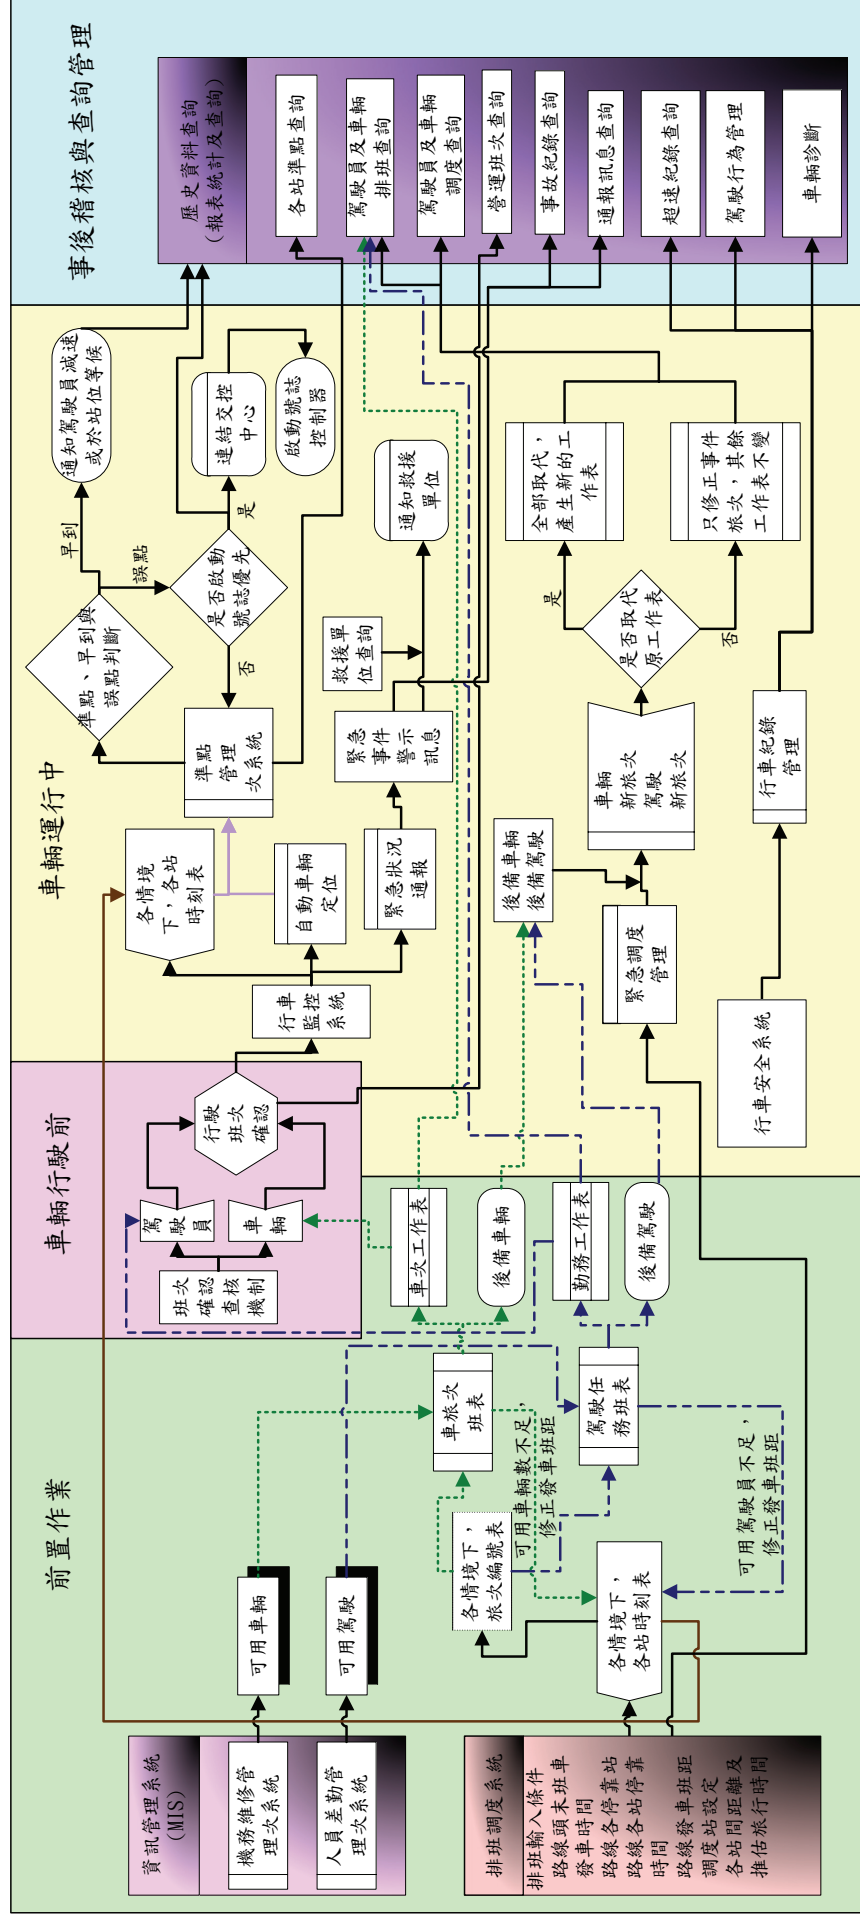 前置作業
資訊管理系統
(MIS)
機務維修管
理次系統
人員差勤管
理次系統
可用車輛
可用駕駛
排班調度系統
排班輸入條件
路線頭末班車
發車時間
路線各停靠站
路線各站停靠
時間
路線發車班距
調度站設定
各站間距離及
推估旅行時間
各情境下，
各站時刻表
各情境下，
旅次編號表
可用車輛數不足，
修正發車班距
可用駕駛員不足，
修正發車班距
車旅次
班表
駕駛任
務班表
車次工作表
後備車輛
勤務工作表
後備駕駛
車輛行駛前
班次
確認
查核
機制
駕駛員
車輛
行駛
班次
確認
車輛運行中
行車
監控
系統
各情境
下，各站
時刻表
自動車輛
定位
緊急狀況
通報
準點
管理
次系統
準點、早到與
誤點判斷
早到
誤點
通知駕駛員減速
或於站位等候
是否啟動
號誌優先
是
否
連結交控
中心
啟動號誌
控制器
緊急
事件
警示
訊息
救援單
位查詢
通知救援
單位
後備車輛
後備駕駛
緊急調度
管理
車輛
新旅次
駕駛
新旅次
是否取代
原工作表
是
否
全部取代，
產生新的工
作表
只修正事件
旅次，其餘
工作表不變
行車安全系統
行車紀錄
管理
事後稽核與查詢管理
歷史資料查詢
(報表統計及查詢)
各站準點查詢
駕駛員及車輛
排班查詢
駕駛員及車輛
調度查詢
營運班次查詢
事故紀錄查詢
通報訊息查詢
超速紀錄查詢
駕駛行為管理
車輛診斷